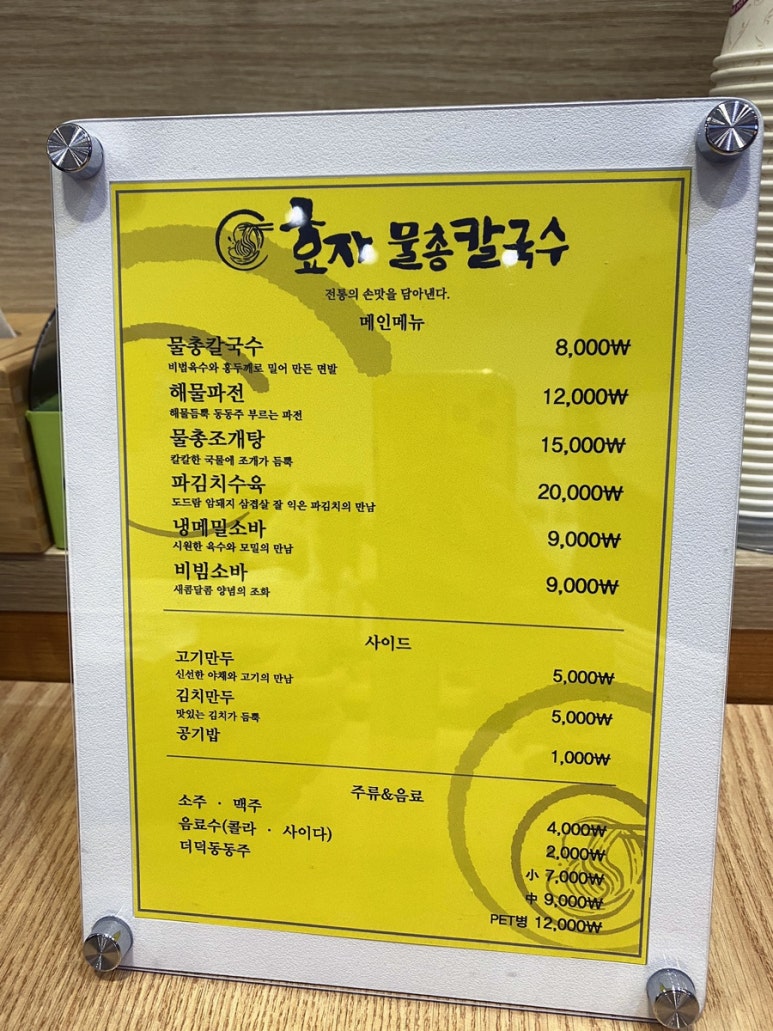 효자 물총칼국수
전통의 손맛을 담아낸다.
메인메뉴
물총칼국수 8,000₩
비법육수와 홍두께로 밀어 만든 면발
해물파전 12,000₩
해물듬뿍 동동주 부르는 파전
물총조개탕 15,000₩
칼칼한 국물에 조개가 듬뿍
파김치수육 20,000₩
도드람 암돼지 삼겹살 잘 익은 파김치의 만남
냉메밀소바 9,000₩
시원한 육수와 모밀의 만남
비빔소바 9,000₩
새콤달콤 양념의 조화
사이드
고기만두 5,000₩
신선한 야채와 고기의 만남
김치만두 5,000₩
맛있는 김치가 듬뿍
공기밥 1,000₩
주류&음료
소주 · 맥주 4,000₩
음료수(콜라 · 사이다) 2,000₩
더덕동동주 小 7,000₩
中 9,000₩
PET병 12,000₩